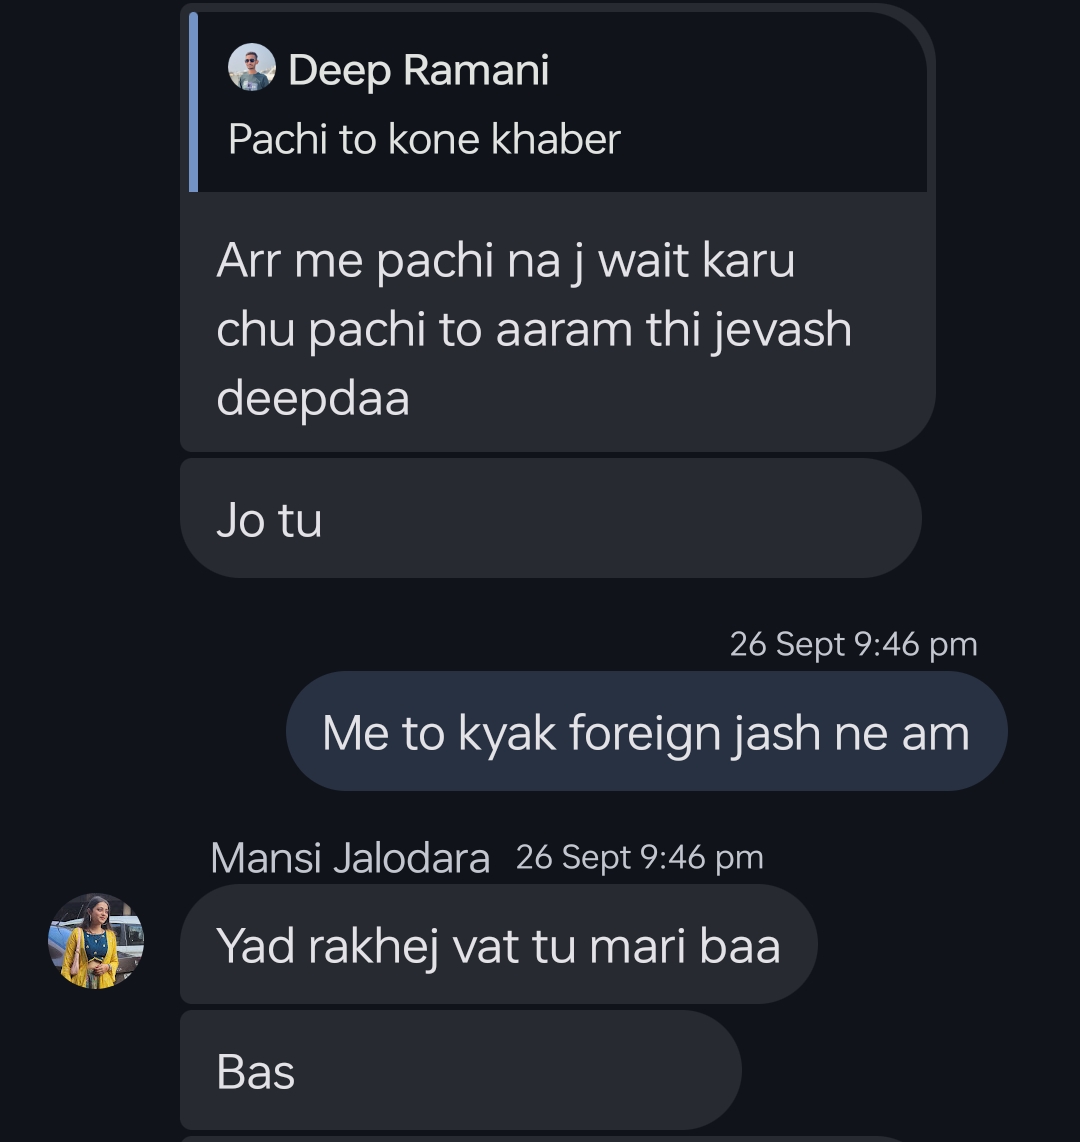 Deep Ramani
Pachi to kone khaber
Arr me pachi na j wait karu
chu pachi to aaram thi jevash
deepdaa
Jo tu
26 Sept 9:46 pm
Me to kyak foreign jash ne am
Mansi Jalodara 26 Sept 9:46 pm
Yad rakhej vat tu mari baa
Bas